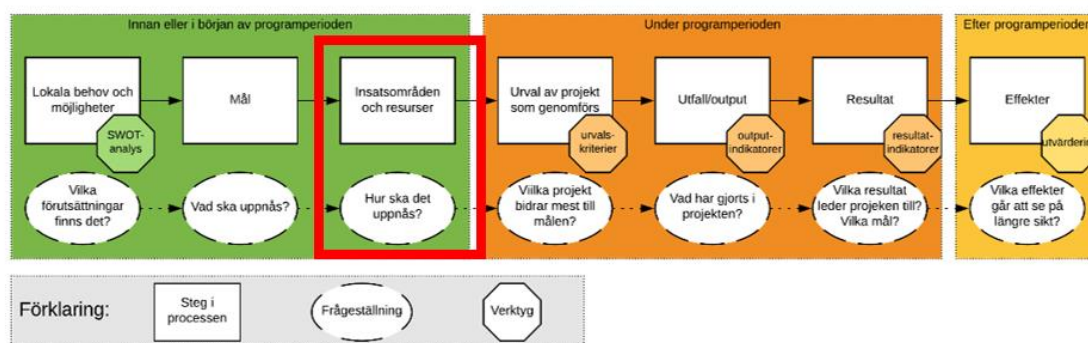 Innan eller i början av programperioden
Under programperioden
Efter programperioden
Lokala behov och
möjligheter
SWOT-
analys
Mål
Insatsområden
och resurser
Urval av projekt
som genomförs
urvals-
kriterier
Utfall/output
output-
indikatorer
Resultat
resultat-
indikatorer
Effekter
utvärdering
Vilka
förutsättningar
finns det?
Vad ska uppnås?
Hur ska det
uppnås?
Viilka projekt
bidrar mest till
målen?
Vad har gjorts i
projekten?
Vilka resultat
leder projeken till?
Vilka mål?
Vilka effekter
går att se på
längre sikt?
Förklaring:
Steg i
processen
Frågeställning
Verktyg